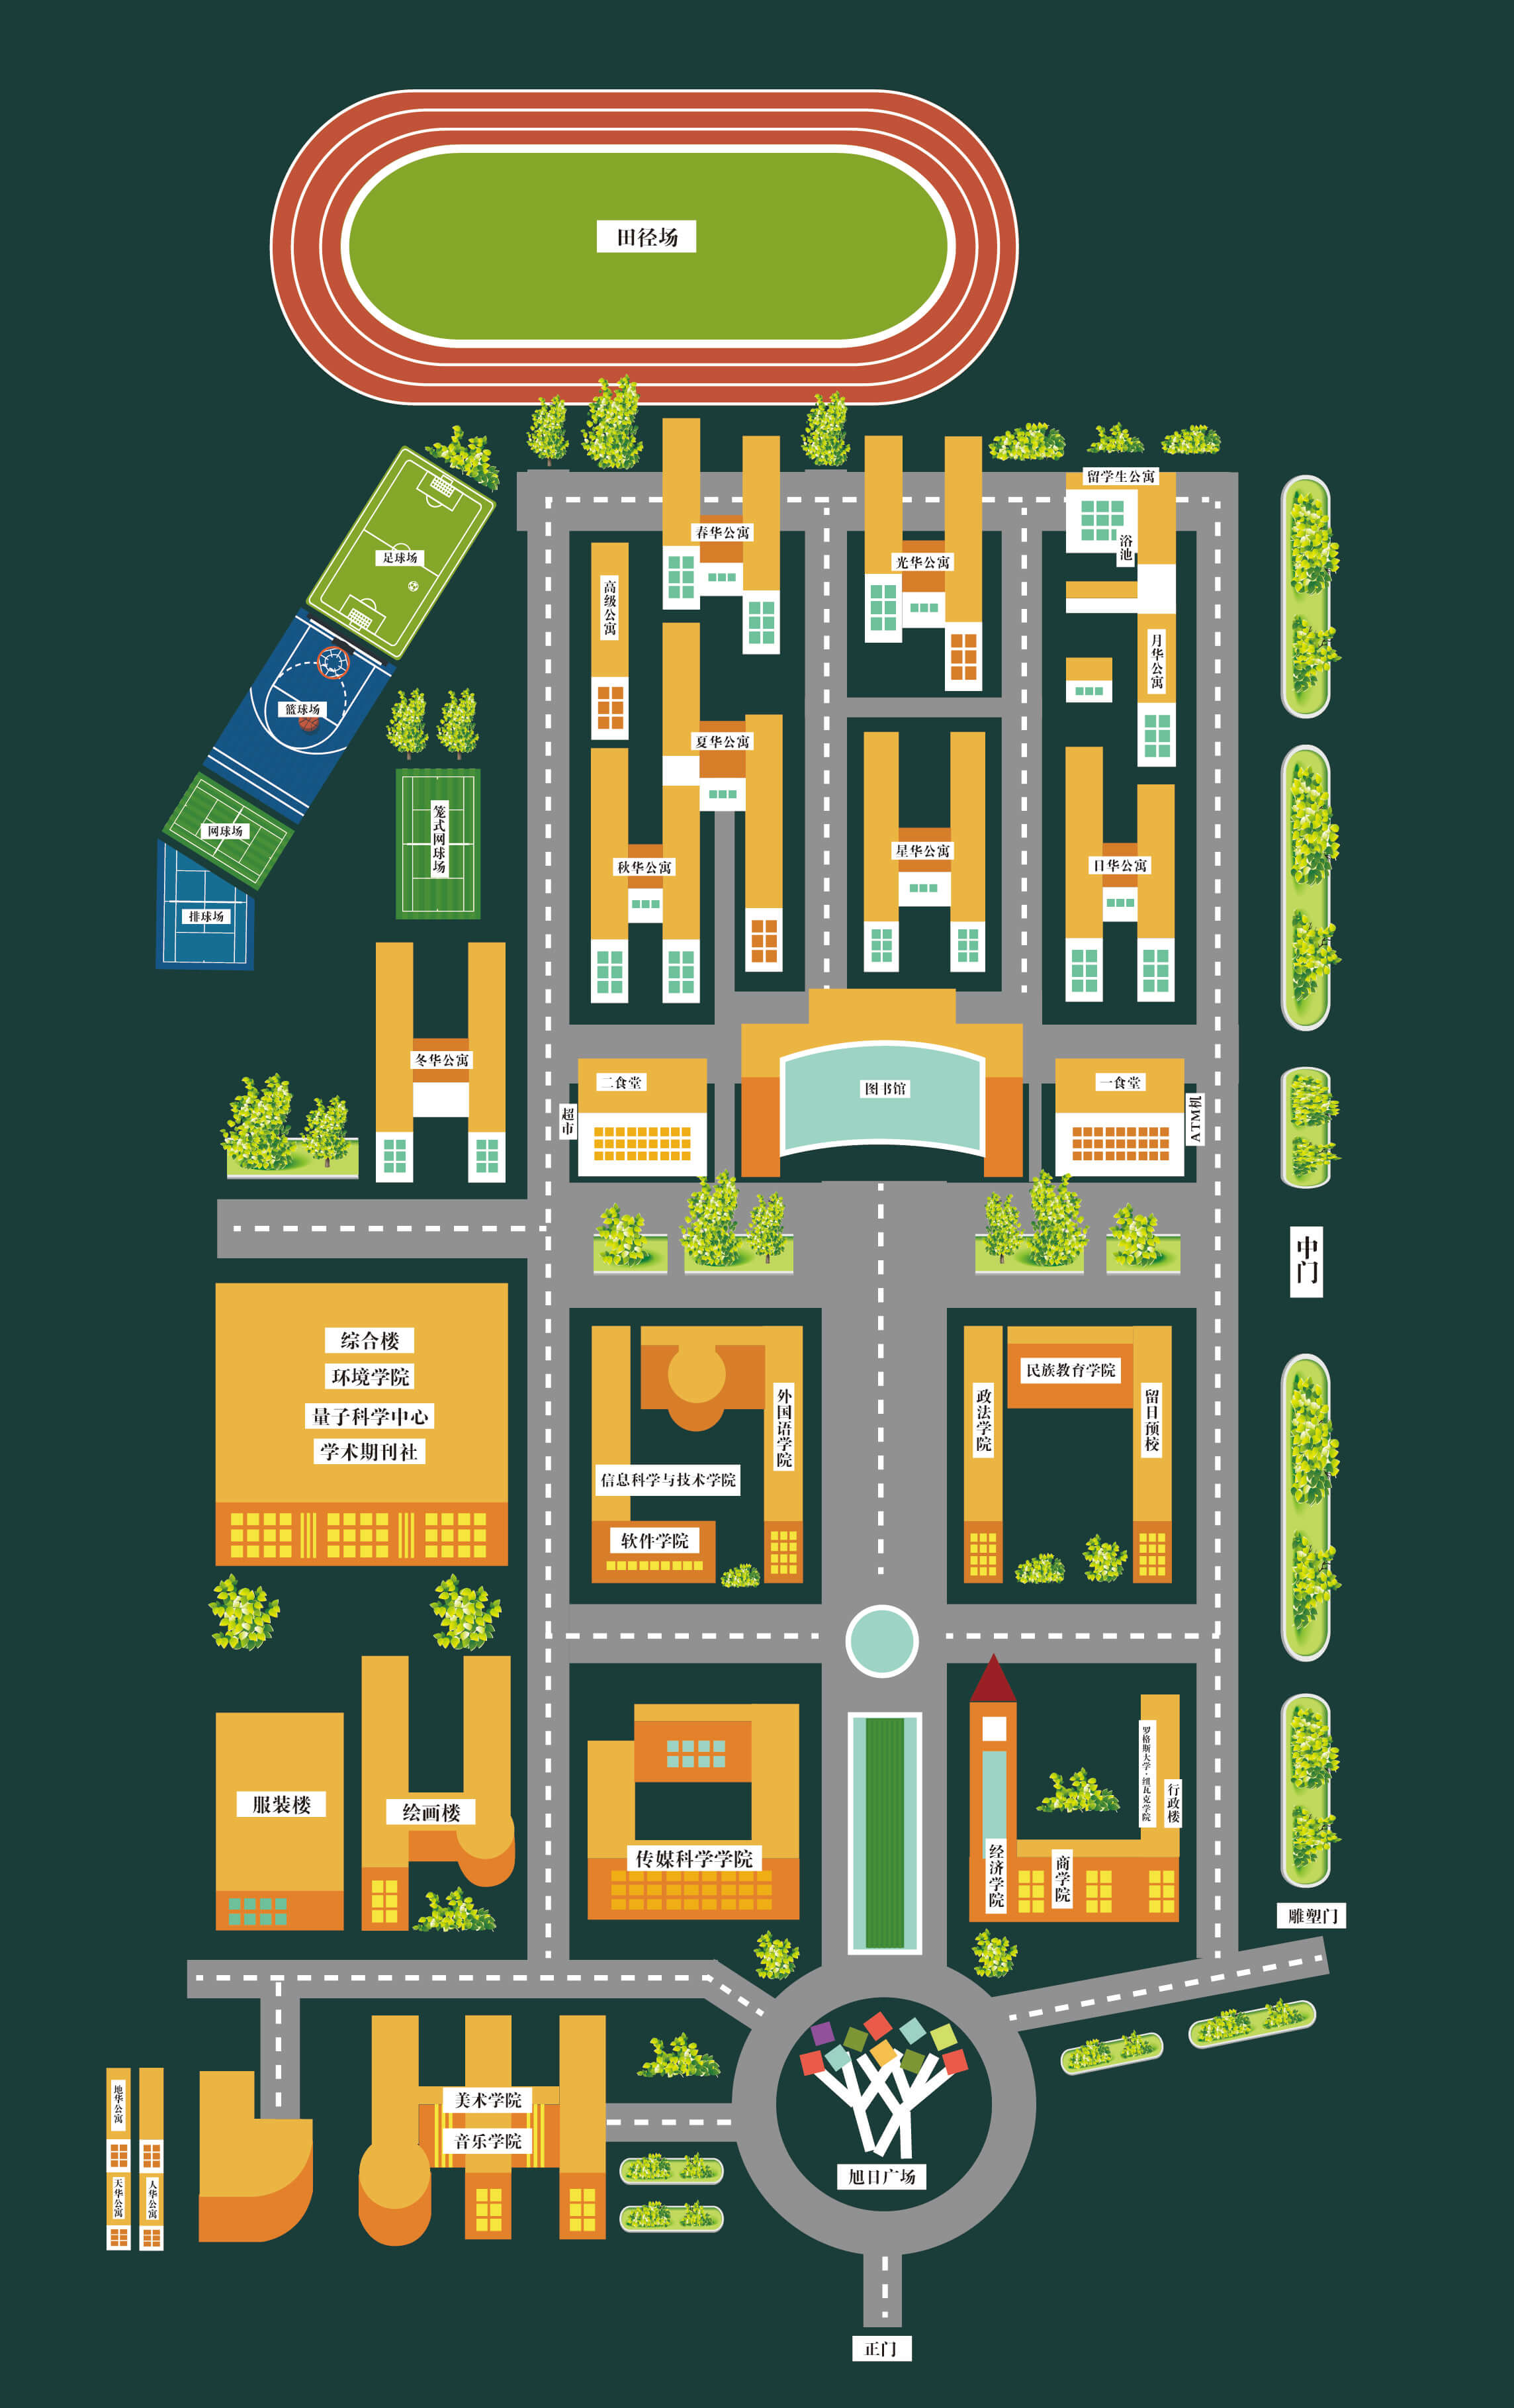 田径场
留学生公寓
春华公寓
足球场
光华公寓
浴池
高级公寓
月华公寓
篮球场
夏华公寓
网球场
笼式网球场
秋华公寓
星华公寓
日华公寓
排球场
冬华公寓
二食堂
图书馆
一食堂
超市
ATM机
中门
综合楼
环境学院
量子科学中心
学术期刊社
外国语学院
信息科学与技术学院
软件学院
政法学院
民族教育学院
留日预校
服装楼
绘画楼
传媒科学学院
罗格斯大学·纽瓦克学院
行政楼
经济学院
商学院
雕塑门
地华公寓
天华公寓
人华公寓
美术学院
音乐学院
旭日广场
正门